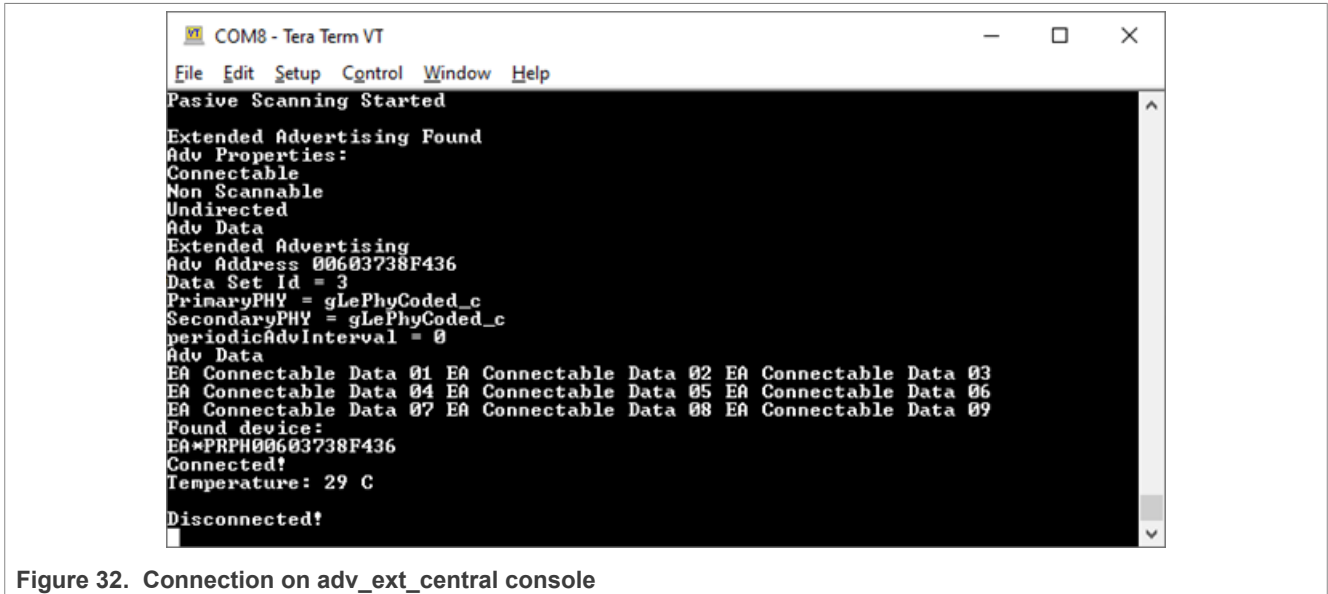 COM8 - Tera Term VT
File Edit Setup Control Window Help
Pasive Scanning Started
Extended Advertising Found
Adv Properties:
Connectable
Non Scannable
Undirected
Adv Data
Extended Advertising
Adv Address 00603738F436
Data Set Id = 3
PrimaryPHY = gLePhyCoded_c
SecondaryPHY = gLePhyCoded_c
periodicAdvInterval = 0
Adv Data
EA Connectable Data 01 EA Connectable Data 02 EA Connectable Data 03
EA Connectable Data 04 EA Connectable Data 05 EA Connectable Data 06
EA Connectable Data 07 EA Connectable Data 08 EA Connectable Data 09
Found device:
EA*PRPH00603738F436
Connected!
Temperature: 29 C
Disconnected!
Figure 32. Connection on adv_ext_central console